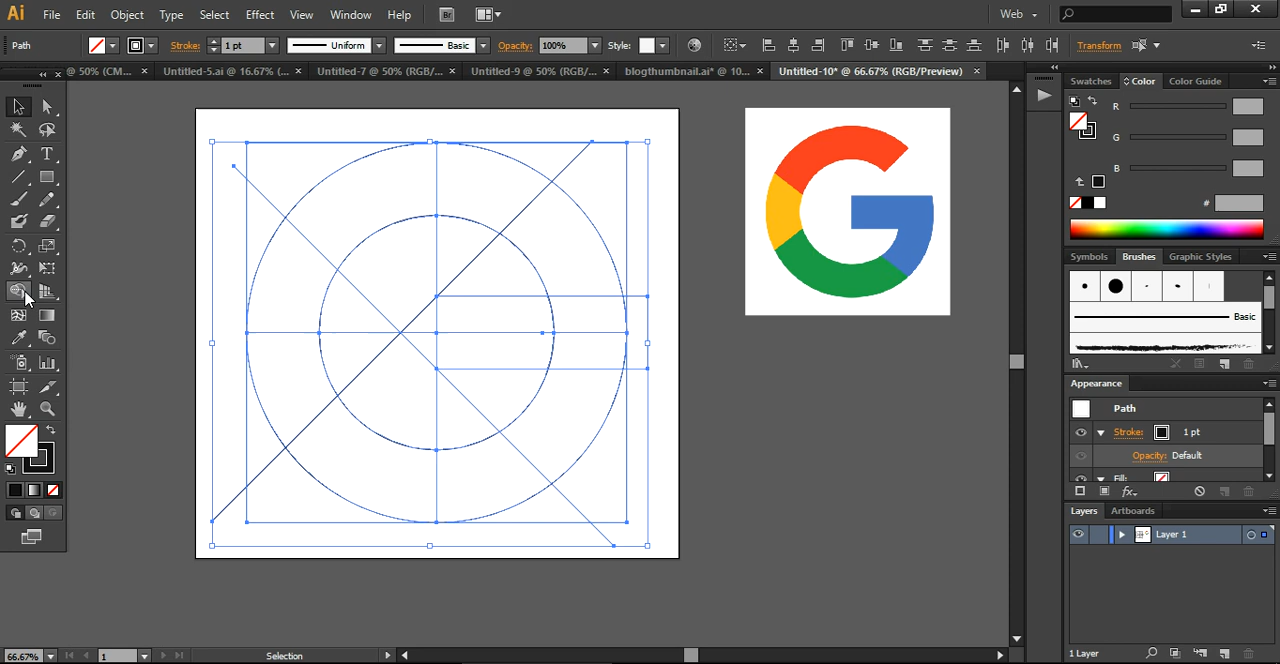 Ai File Edit Object Type Select Effect View Window Help Br Web
Path Stroke: 1 pt Uniform Basic Opacity: 100% Style: Transform
@ 50% (CM... × Untitled-5.ai @ 16.67% (... × Untitled-7 @ 50% (RGB/... × Untitled-9 @ 50% (RGB/... × blogthumbnail.ai* @ 10... × Untitled-10* @ 66.67% (RGB/Preview) ×
Swatches Color Color Guide
R
G
B
#
Symbols Brushes Graphic Styles
Basic
Appearance
Path
Stroke: 1 pt
Opacity: Default
Fill:
fx
Layers Artboards
Layer 1
1 Layer
66.67% 1 Selection